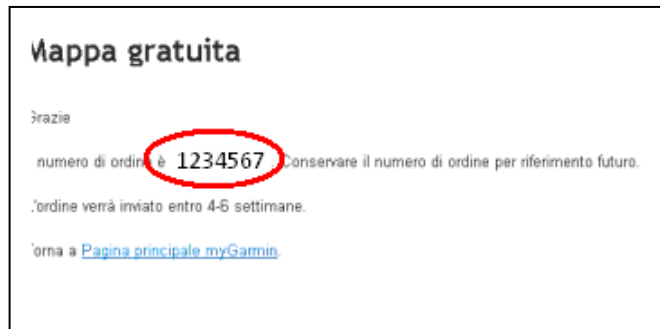 Mappa gratuita
Grazie
numero di ordine è 1234567 . Conservare il numero di ordine per riferimento futuro.
L'ordine verrà inviato entro 4-6 settimane.
Torna a Pagina principale myGarmin.